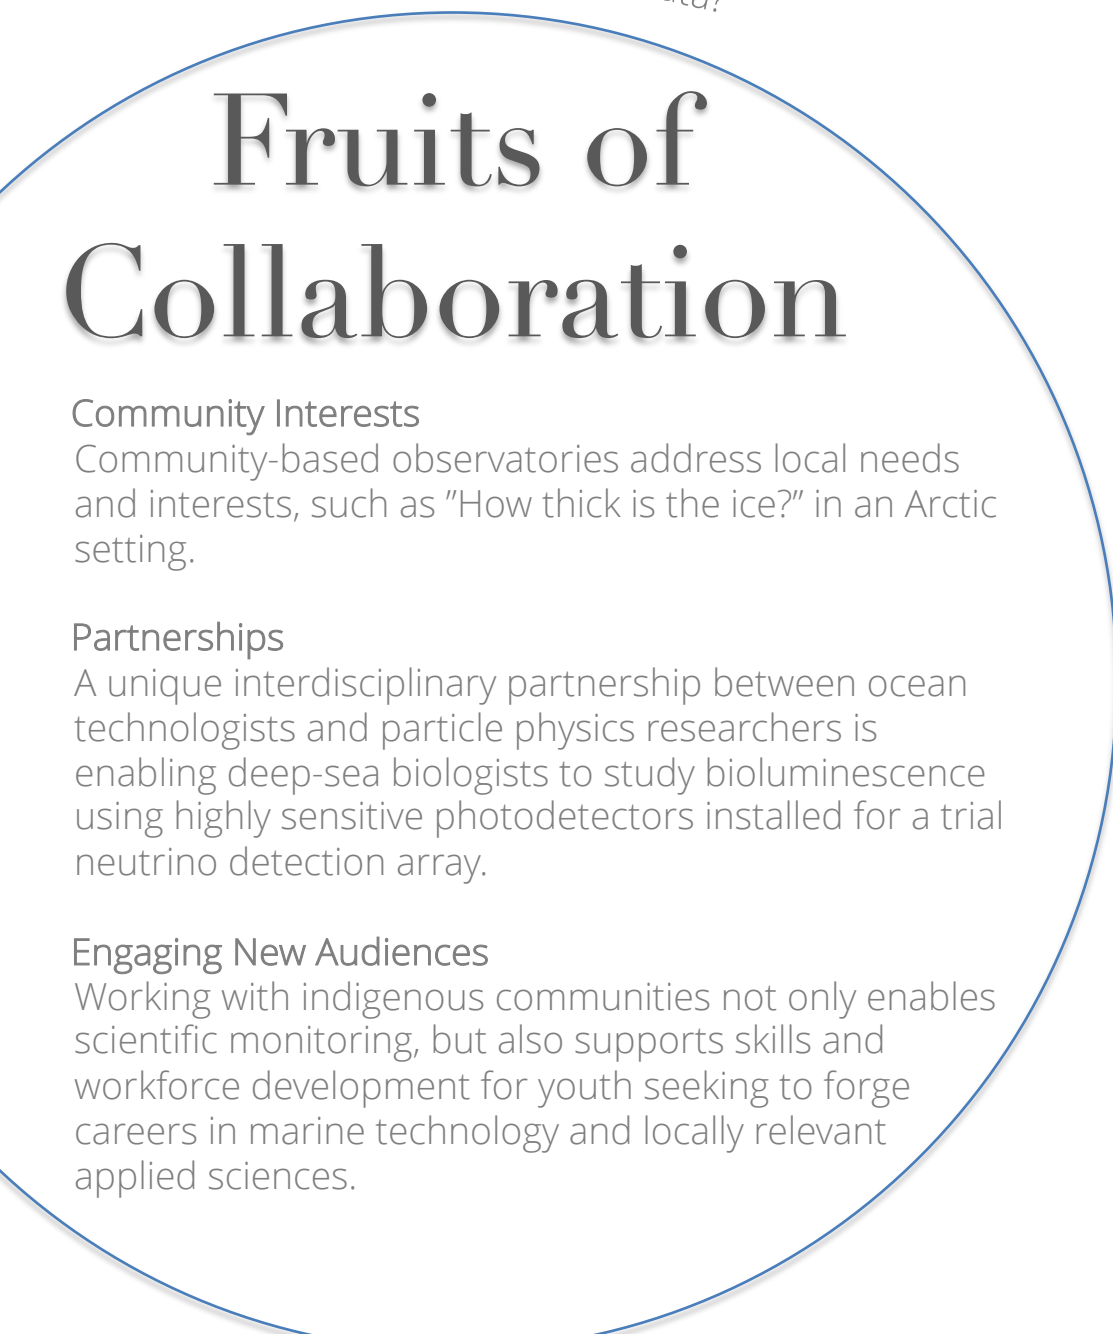 Fruits of
Collaboration
Community Interests
Community-based observatories address local needs
and interests, such as ”How thick is the ice?” in an Arctic
setting.
Partnerships
A unique interdisciplinary partnership between ocean
technologists and particle physics researchers is
enabling deep-sea biologists to study bioluminescence
using highly sensitive photodetectors installed for a trial
neutrino detection array.
Engaging New Audiences
Working with indigenous communities not only enables
scientific monitoring, but also supports skills and
workforce development for youth seeking to forge
careers in marine technology and locally relevant
applied sciences.